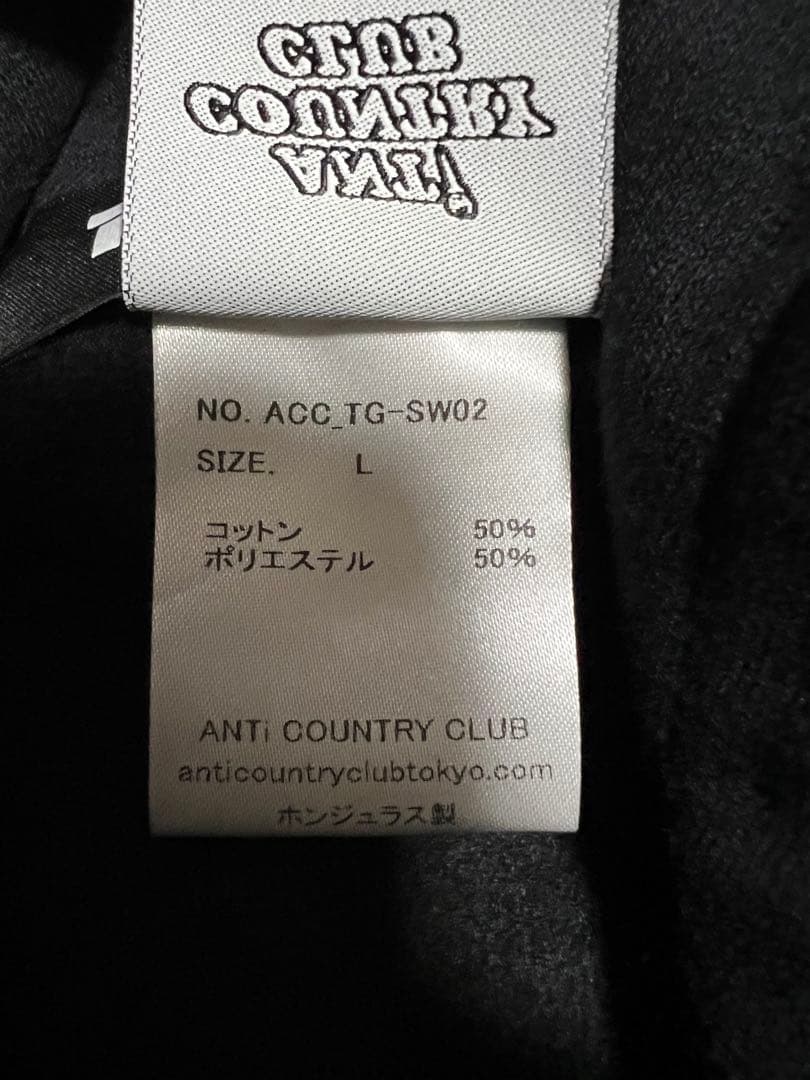 ANTi
COUNTRY
CLUB
NO. ACC_TG-SW02
SIZE. L
コットン 50%
ポリエステル 50%
ANTi COUNTRY CLUB
anticountryclubtokyo.com
ホンジュラス製